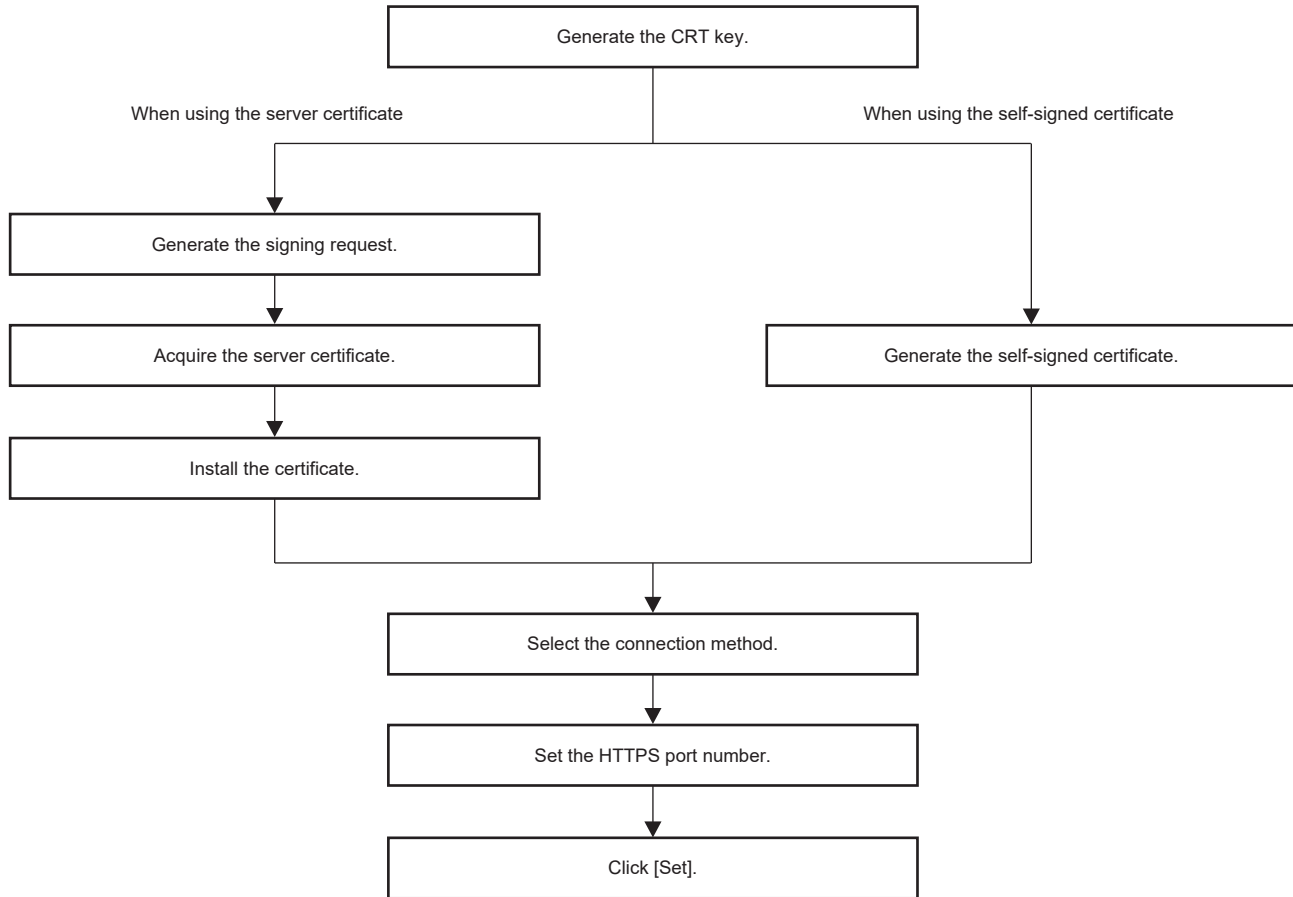 Generate the CRT key.
When using the server certificate
When using the self-signed certificate
Generate the signing request.
Acquire the server certificate.
Generate the self-signed certificate.
Install the certificate.
Select the connection method.
Set the HTTPS port number.
Click [Set].